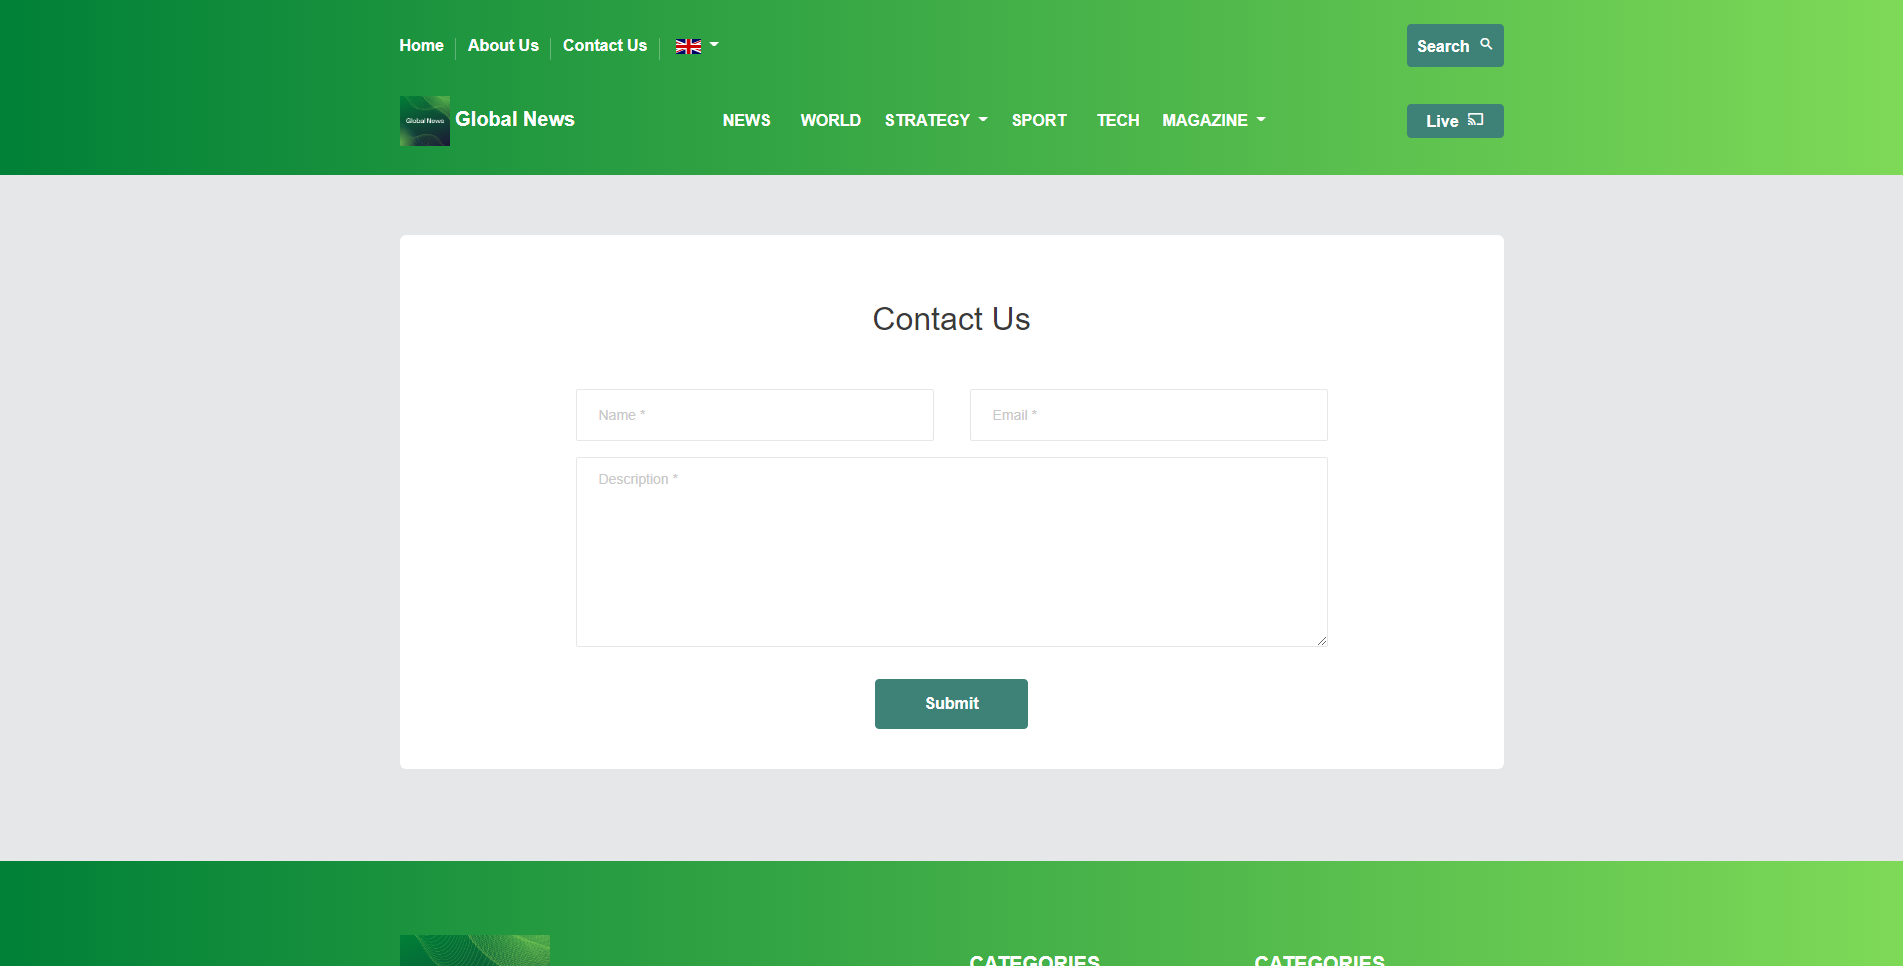 Home
About Us
Contact Us
Search
Global News
Global News
NEWS
WORLD
STRATEGY
SPORT
TECH
MAGAZINE
Live
Contact Us
Name *
Email *
Description *
Submit
CATEGORIES
CATEGORIES